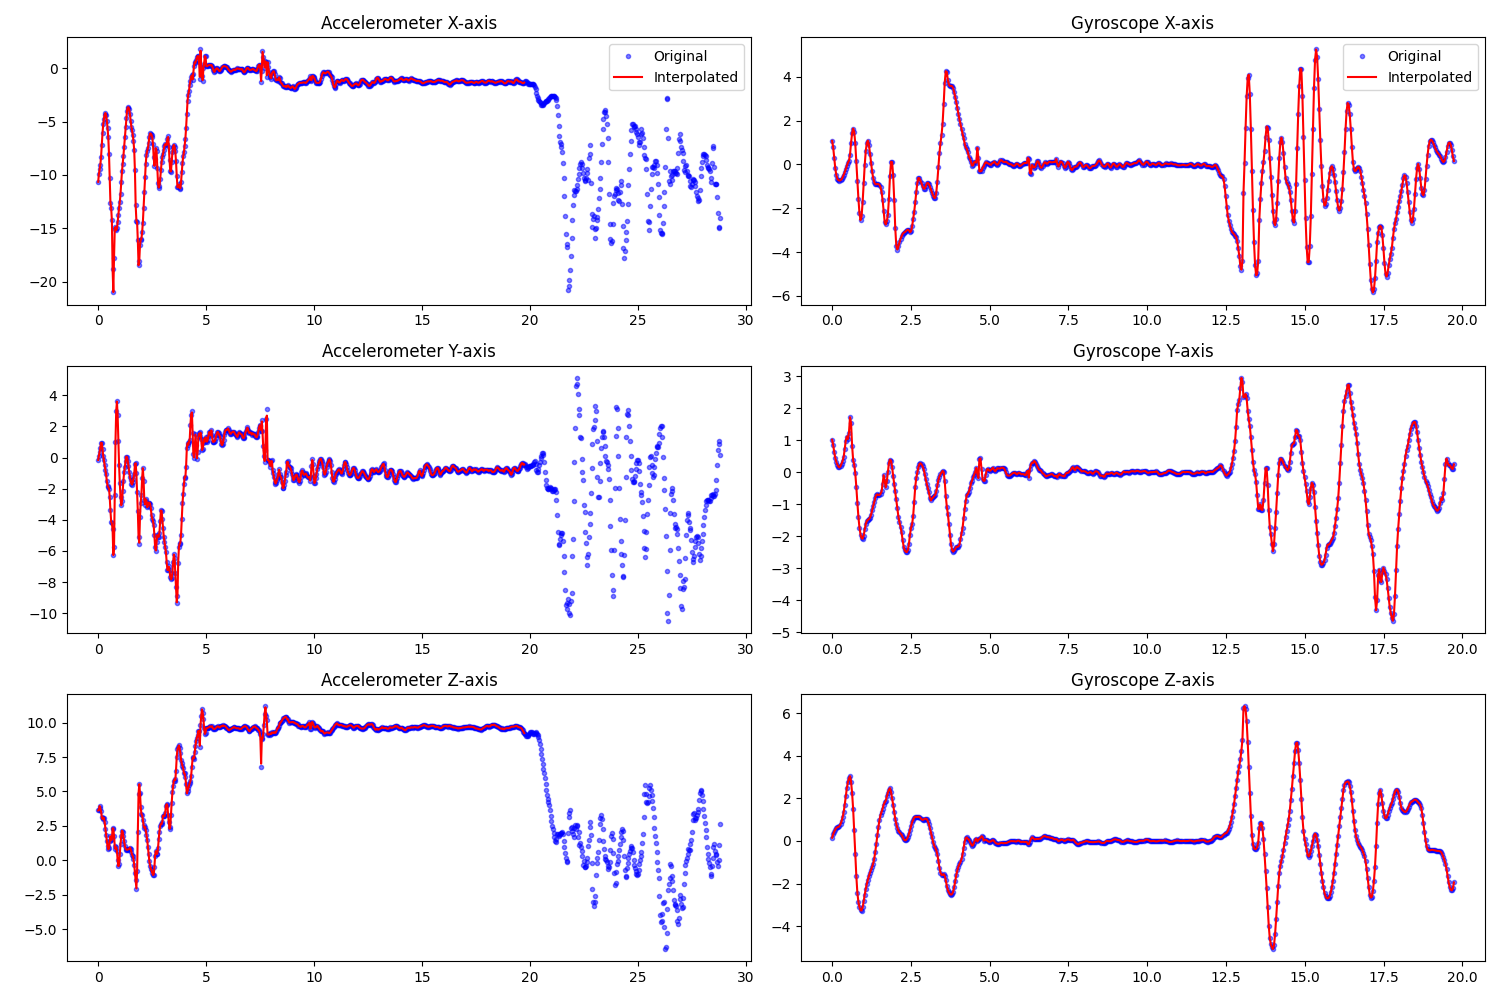 Accelerometer X-axis
Original
Interpolated
0
−5
−10
−15
−20
0 5 10 15 20 25 30
Gyroscope X-axis
Original
Interpolated
4
2
0
−2
−4
−6
0.0 2.5 5.0 7.5 10.0 12.5 15.0 17.5 20.0
Accelerometer Y-axis
4
2
0
−2
−4
−6
−8
−10
0 5 10 15 20 25 30
Gyroscope Y-axis
3
2
1
0
−1
−2
−3
−4
−5
0.0 2.5 5.0 7.5 10.0 12.5 15.0 17.5 20.0
Accelerometer Z-axis
10.0
7.5
5.0
2.5
0.0
−2.5
−5.0
0 5 10 15 20 25 30
Gyroscope Z-axis
6
4
2
0
−2
−4
0.0 2.5 5.0 7.5 10.0 12.5 15.0 17.5 20.0